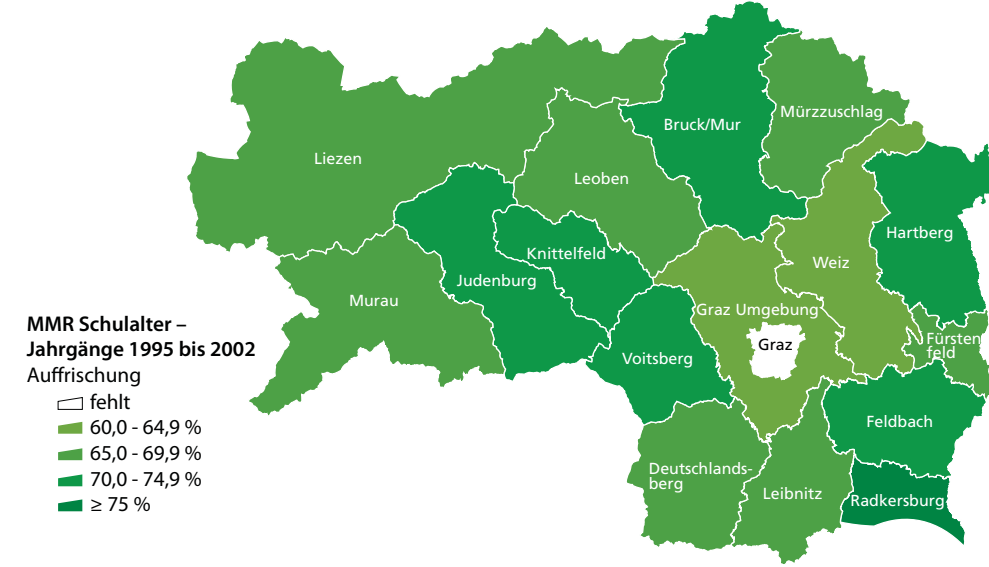 Bruck/Mur
Mürzzuschlag
Liezen
Leoben
Hartberg
Knittelfeld
Weiz
Judenburg
Murau
Graz Umgebung
MMR Schulalter –
Jahrgänge 1995 bis 2002
Auffrischung
fehlt
60,0 - 64,9 %
65,0 - 69,9 %
70,0 - 74,9 %
≥ 75 %
Graz
Voitsberg
Fürsten
feld
Feldbach
Deutschlands-
berg
Leibnitz
Radkersburg